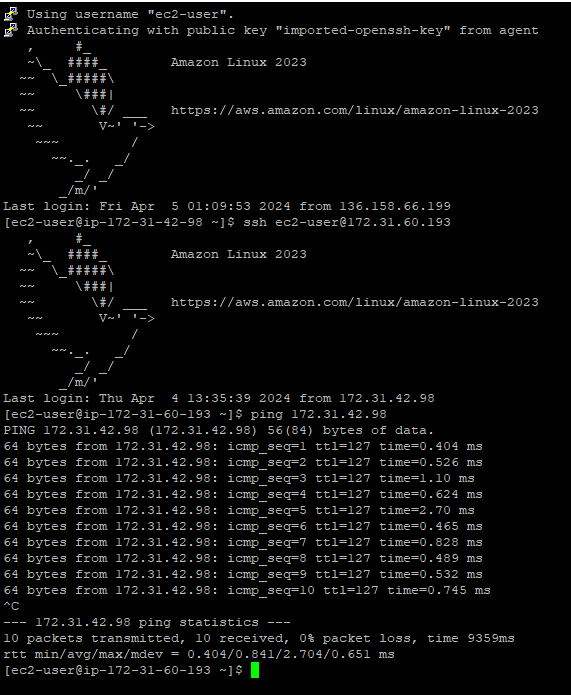 Using username "ec2-user".
Authenticating with public key "imported-openssh-key" from agent
   ,     #_
   ~\_  ####_        Amazon Linux 2023
  ~~  \_#####\
  ~~     \###|
  ~~       \#/ ___   https://aws.amazon.com/linux/amazon-linux-2023
   ~~       V~' '->
    ~~~         /
      ~~._.   _/
         _/ _/
       _/m/'
Last login: Fri Apr  5 01:09:53 2024 from 136.158.66.199
[ec2-user@ip-172-31-42-98 ~]$ ssh ec2-user@172.31.60.193
   ,     #_
   ~\_  ####_        Amazon Linux 2023
  ~~  \_#####\
  ~~     \###|
  ~~       \#/ ___   https://aws.amazon.com/linux/amazon-linux-2023
   ~~       V~' '->
    ~~~         /
      ~~._.   _/
         _/ _/
       _/m/'
Last login: Thu Apr  4 13:35:39 2024 from 172.31.42.98
[ec2-user@ip-172-31-60-193 ~]$ ping 172.31.42.98
PING 172.31.42.98 (172.31.42.98) 56(84) bytes of data.
64 bytes from 172.31.42.98: icmp_seq=1 ttl=127 time=0.404 ms
64 bytes from 172.31.42.98: icmp_seq=2 ttl=127 time=0.526 ms
64 bytes from 172.31.42.98: icmp_seq=3 ttl=127 time=1.10 ms
64 bytes from 172.31.42.98: icmp_seq=4 ttl=127 time=0.624 ms
64 bytes from 172.31.42.98: icmp_seq=5 ttl=127 time=2.70 ms
64 bytes from 172.31.42.98: icmp_seq=6 ttl=127 time=0.465 ms
64 bytes from 172.31.42.98: icmp_seq=7 ttl=127 time=0.828 ms
64 bytes from 172.31.42.98: icmp_seq=8 ttl=127 time=0.489 ms
64 bytes from 172.31.42.98: icmp_seq=9 ttl=127 time=0.532 ms
64 bytes from 172.31.42.98: icmp_seq=10 ttl=127 time=0.745 ms
^C
--- 172.31.42.98 ping statistics ---
10 packets transmitted, 10 received, 0% packet loss, time 9359ms
rtt min/avg/max/mdev = 0.404/0.841/2.704/0.651 ms
[ec2-user@ip-172-31-60-193 ~]$